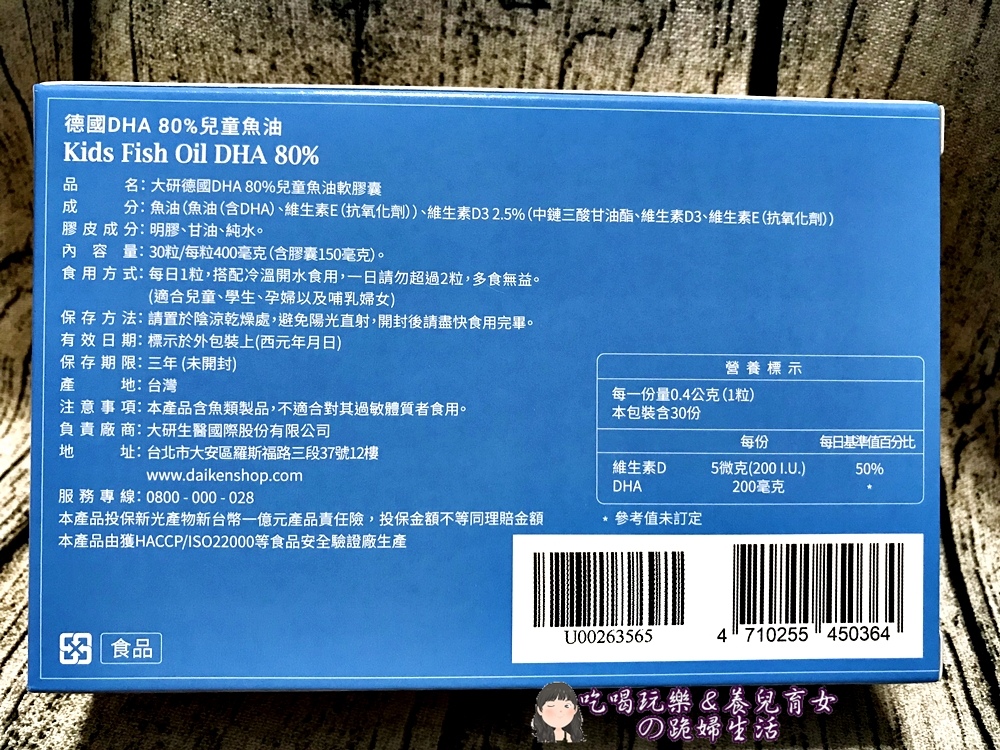 德國DHA 80%兒童魚油
Kids Fish Oil DHA 80%
品名：大研德國DHA 80%兒童魚油軟膠囊
成分：魚油（魚油（含DHA）、維生素E（抗氧化劑））、維生素D3 2.5%（中鏈三酸甘油酯、維生素D3、維生素E（抗氧化劑））
膠皮成分：明膠、甘油、純水。
內容量：30粒/每粒400毫克（含膠囊150毫克）。
食用方式：每日1粒，搭配冷溫開水食用，一日請勿超過2粒，多食無益。
(適合兒童、學生、孕婦以及哺乳婦女)
保存方法：請置於陰涼乾燥處，避免陽光直射，開封後請盡快食用完畢。
有效日期：標示於外包裝上(西元年月日)
保存期限：三年 (未開封)
產地：台灣
注意事項：本產品含魚類製品，不適合對其過敏體質者食用。
負責廠商：大研生醫國際股份有限公司
地址：台北市大安區羅斯福路三段37號12樓
www.daikenshop.com
服務專線：0800 - 000 - 028
本產品投保新光產物新台幣一億元產品責任險，投保金額不等同理賠金額
本產品由獲HACCP/ISO22000等食品安全驗證廠生產
食品
營養標示
每一份量0.4公克（1粒）
本包裝含30份
每份 每日基準值百分比
維生素D 5微克(200 I.U.) 50%
DHA 200毫克 *
* 參考值未訂定
U00263565
4 710255 450364
吃喝玩樂&養兒育女
の跪婦生活